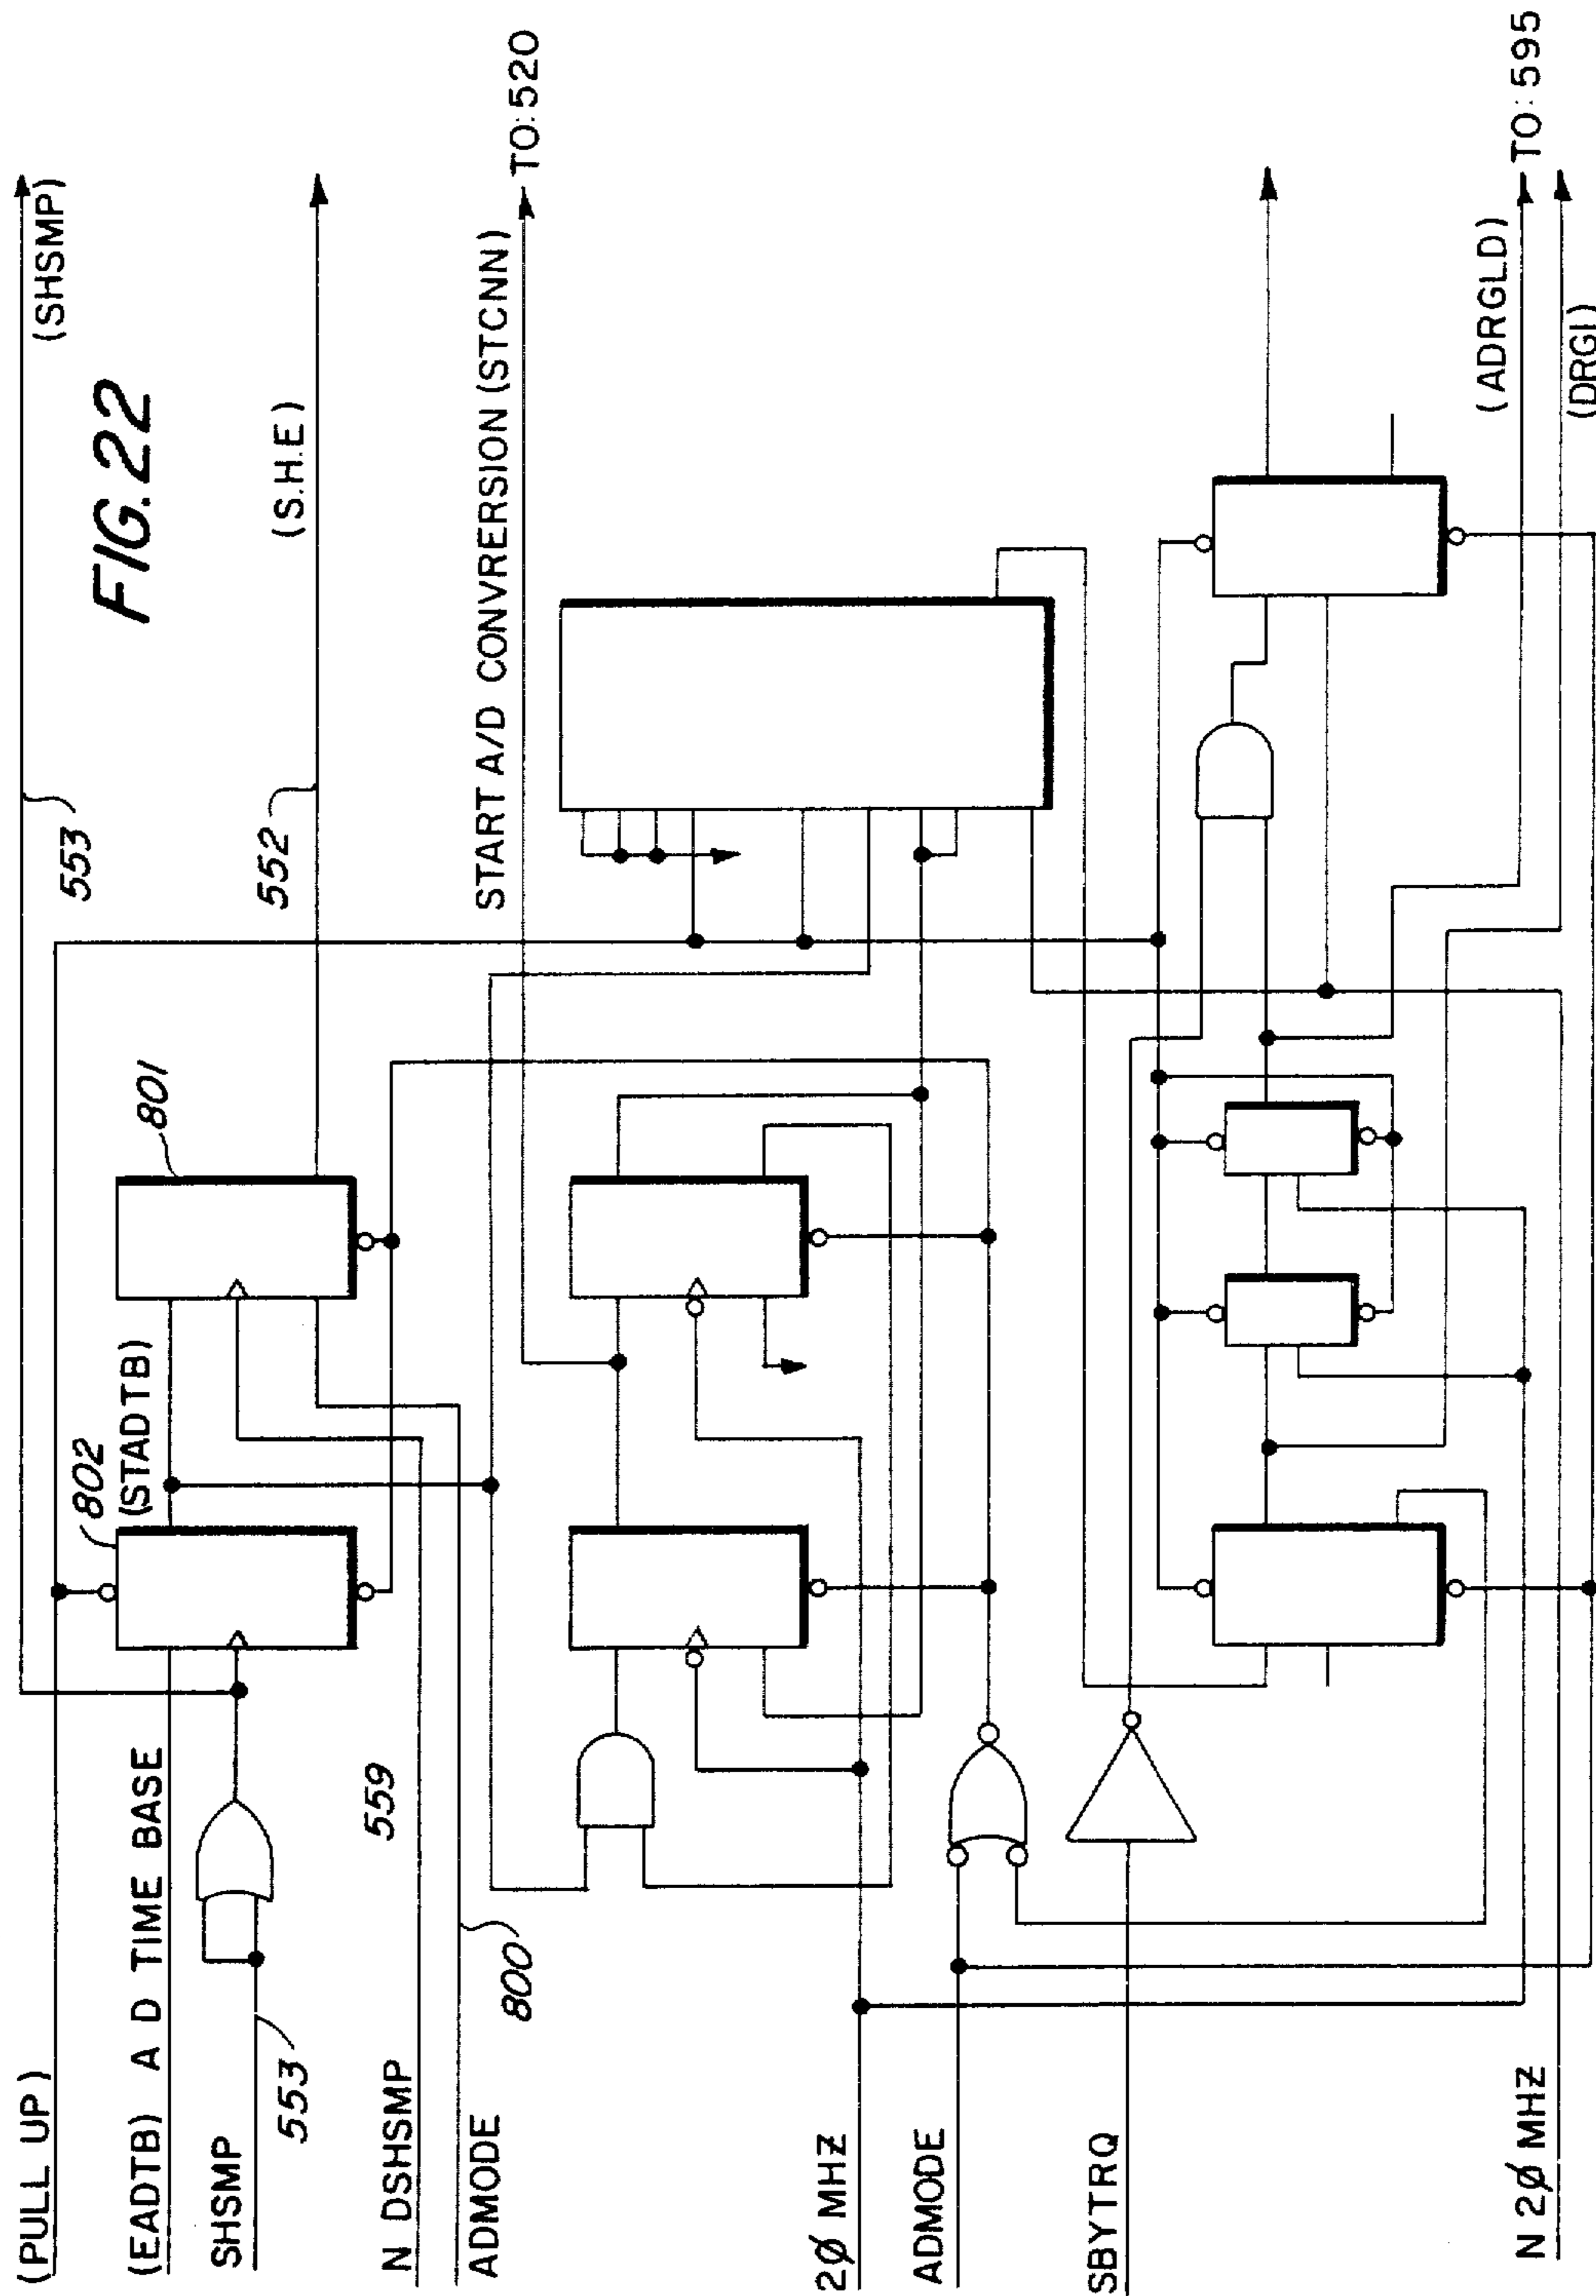 (PULL UP)
(EADTB) A D TIME BASE
SHSMP
553
N DSHSMP
559
ADMODE
800
2Ø MHZ
ADMODE
SBYTRQ
N 2Ø MHZ
802
(STADTB)
801
553
(SHSMP)
FIG. 22
552
(S.H.E)
START A/D CONVRERSION (STCNN)
TO: 520
(ADRGLD)
TO: 595
(DRGI)